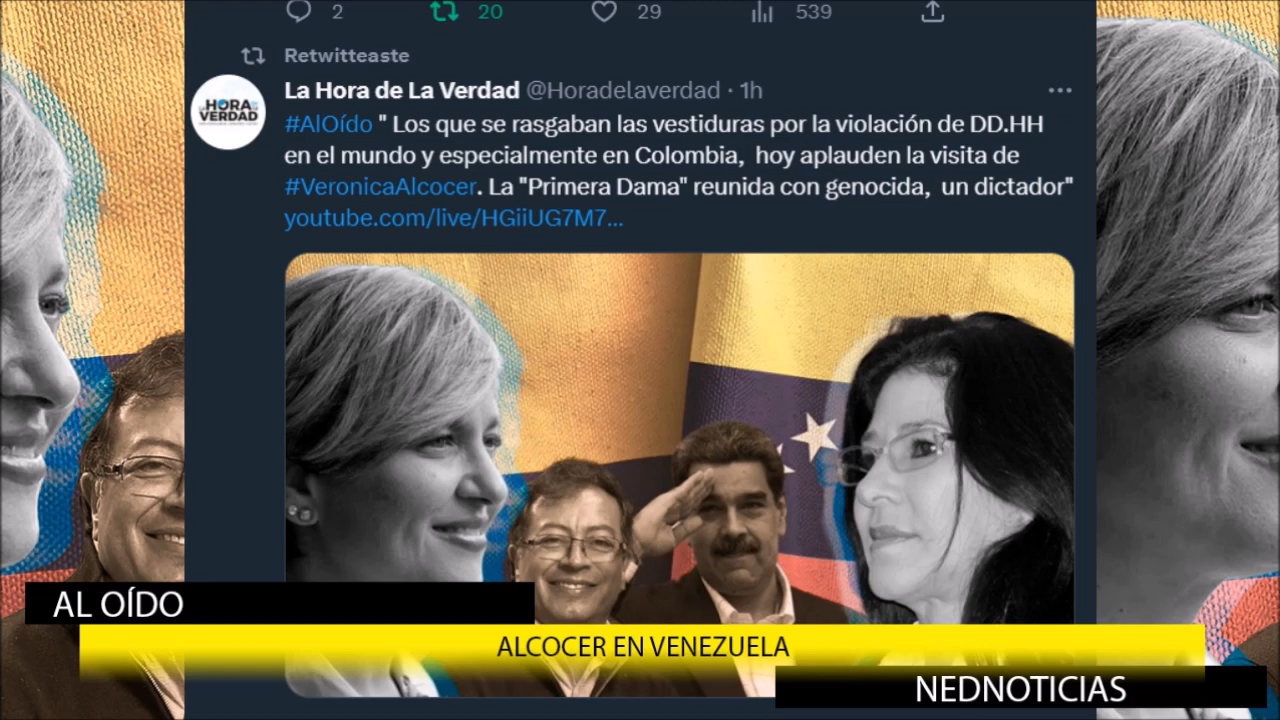 2 20 29 539
Retwitteaste
La Hora de La Verdad @Horadelaverdad · 1h
#AlOído " Los que se rasgaban las vestiduras por la violación de DD.HH
en el mundo y especialmente en Colombia, hoy aplauden la visita de
#VeronicaAlcocer. La "Primera Dama" reunida con genocida, un dictador"
youtube.com/live/HGiiUG7M7...
HORA
VERDAD
AL OÍDO
ALCOCER EN VENEZUELA
NEDNOTICIAS